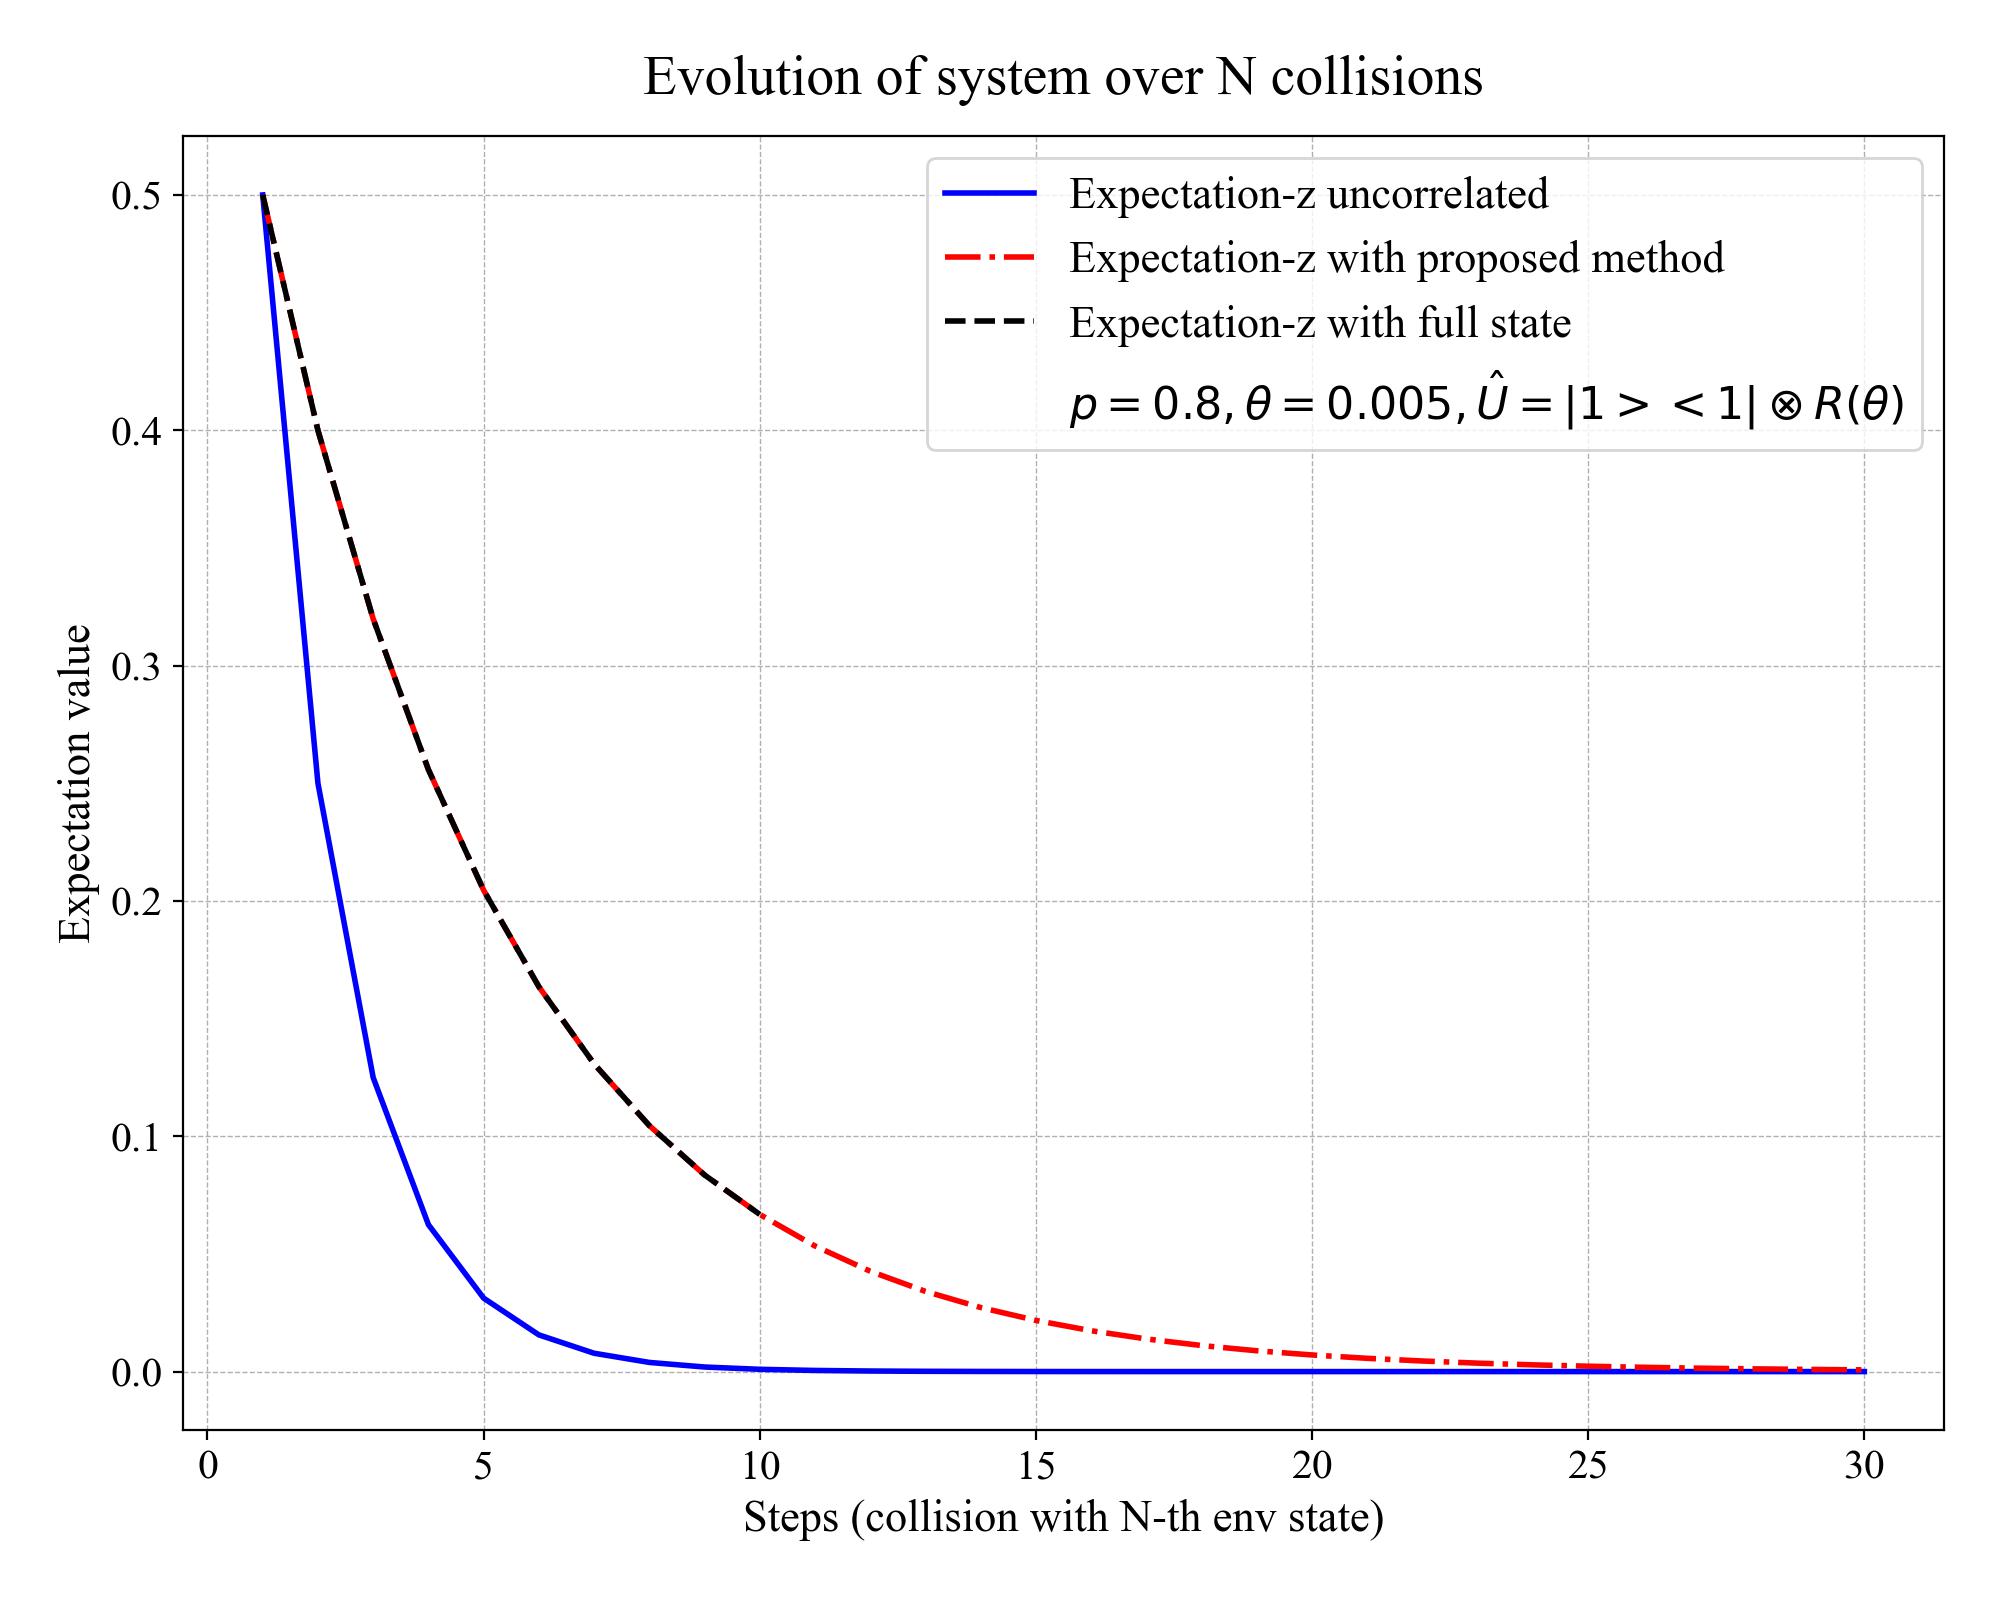 Evolution of system over N collisions
Expectation-z uncorrelated
Expectation-z with proposed method
Expectation-z with full state
p = 0.8, θ = 0.005, Û = |1 > < 1| ⊗ R(θ)
Expectation value
0.5
0.4
0.3
0.2
0.1
0.0
0 5 10 15 20 25 30
Steps (collision with N-th env state)